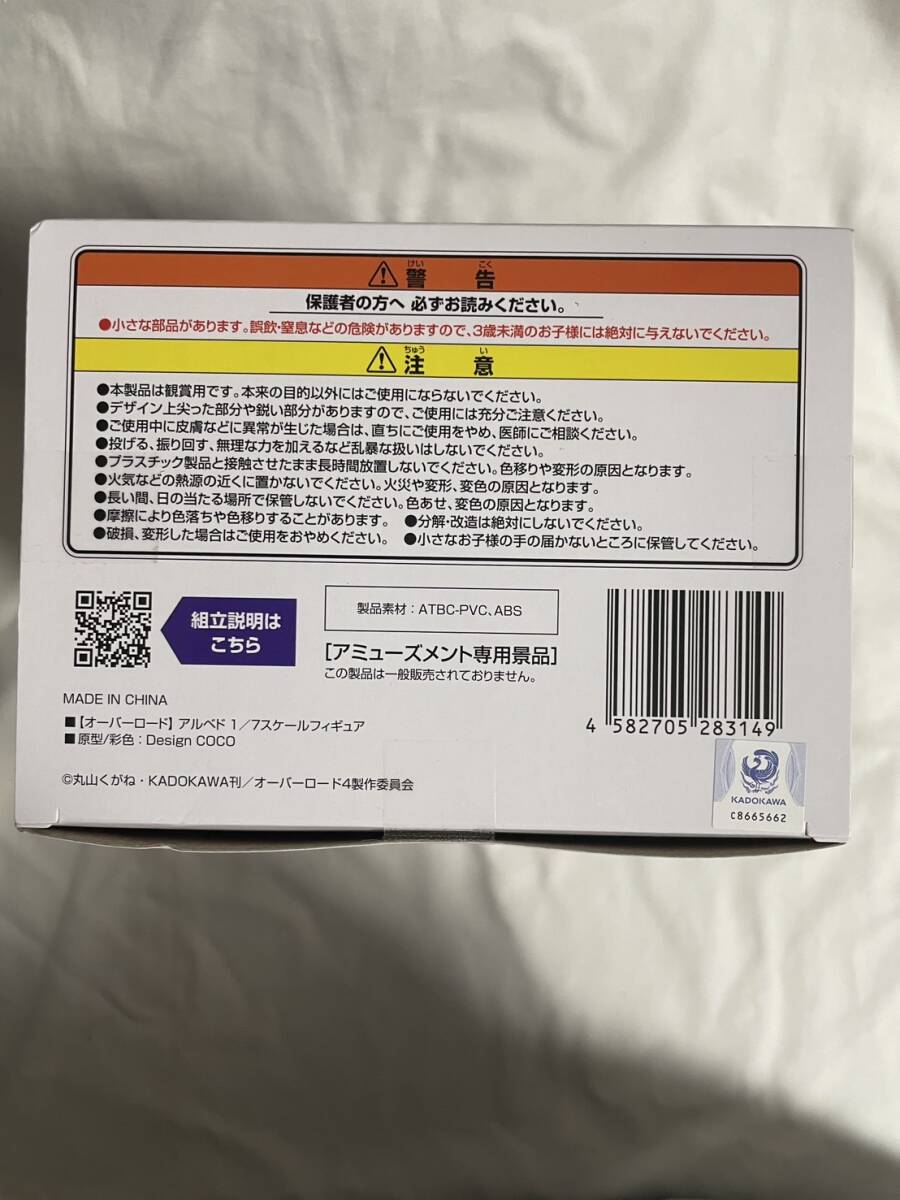 けい こく
警 告
保護者の方へ 必ずお読みください。
●小さな部品があります。誤飲・窒息などの危険がありますので、3歳未満のお子様には絶対に与えないでください。
ちゅう い
注 意
●本製品は観賞用です。本来の目的以外にはご使用にならないでください。
●デザイン上尖った部分や鋭い部分がありますので、ご使用には充分ご注意ください。
●ご使用中に皮膚などに異常が生じた場合は、直ちにご使用をやめ、医師にご相談ください。
●投げる、振り回す、無理な力を加えるなど乱暴な扱いはしないでください。
●プラスチック製品と接触させたまま長時間放置しないでください。色移りや変形の原因となります。
●火気などの熱源の近くに置かないでください。火災や変形、変色の原因となります。
●長い間、日の当たる場所で保管しないでください。色あせ、変色の原因となります。
●摩擦により色落ちや色移りすることがあります。 ●分解・改造は絶対にしないでください。
●破損、変形した場合はご使用をおやめください。 ●小さなお子様の手の届かないところに保管してください。
組立説明は
こちら
製品素材：ATBC-PVC、ABS
[アミューズメント専用景品]
この製品は一般販売されておりません。
MADE IN CHINA
■【オーバーロード】アルベド 1／7スケールフィギュア
■原型/彩色：Design COCO
©丸山くがね・KADOKAWA刊／オーバーロード4製作委員会
4 582705 283149
KADOKAWA
C8665662